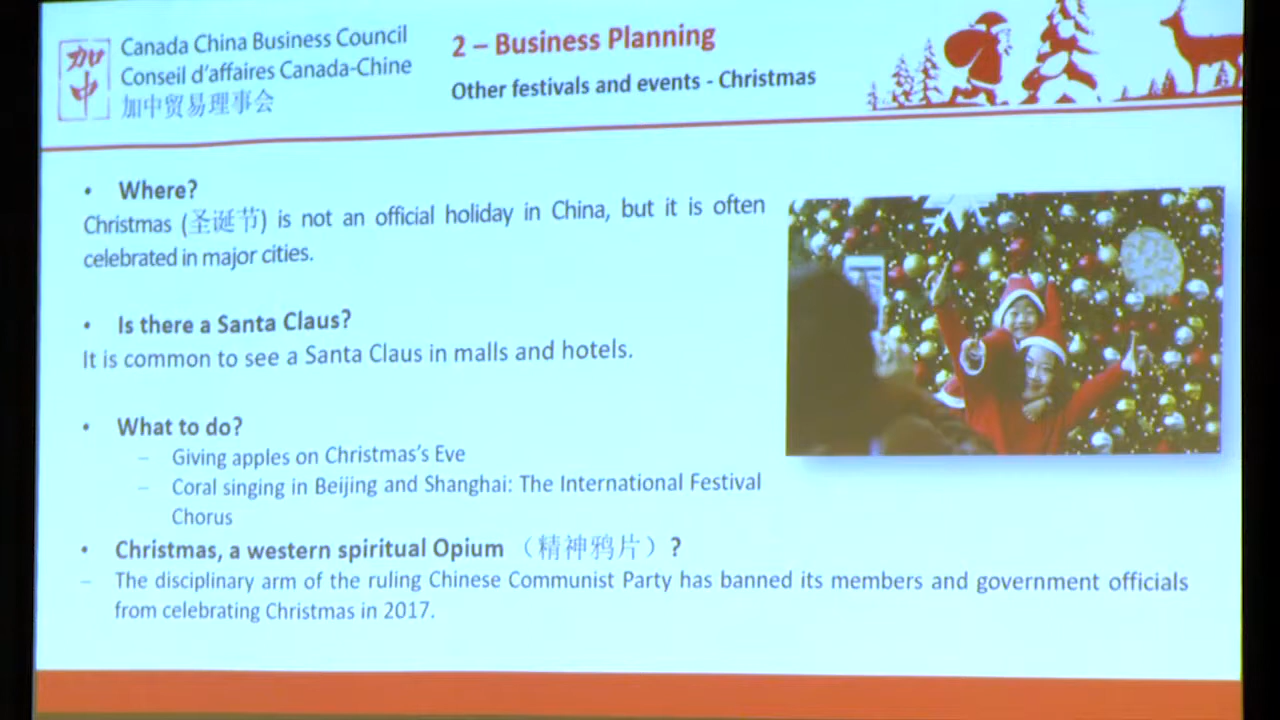 加中
Canada China Business Council
Conseil d'affaires Canada-Chine
加中贸易理事会
2 – Business Planning
Other festivals and events - Christmas
• Where?
Christmas (圣诞节) is not an official holiday in China, but it is often
celebrated in major cities.
• Is there a Santa Claus?
It is common to see a Santa Claus in malls and hotels.
• What to do?
– Giving apples on Christmas's Eve
– Coral singing in Beijing and Shanghai: The International Festival
Chorus
• Christmas, a western spiritual Opium （精神鸦片）?
– The disciplinary arm of the ruling Chinese Communist Party has banned its members and government officials
from celebrating Christmas in 2017.